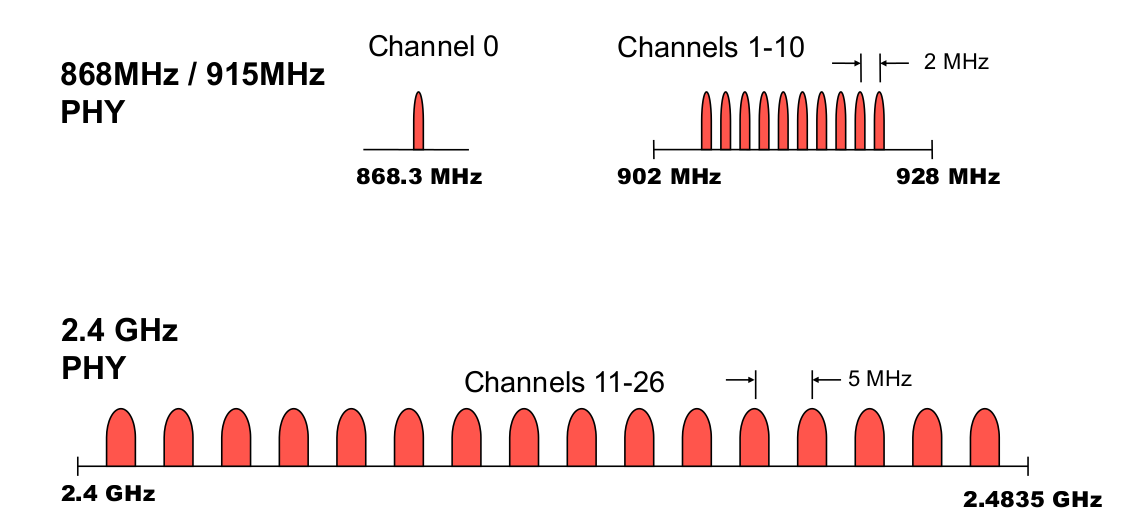 868MHz / 915MHz
PHY
Channel 0
868.3 MHz
Channels 1-10
2 MHz
902 MHz
928 MHz
2.4 GHz
PHY
Channels 11-26
5 MHz
2.4 GHz
2.4835 GHz